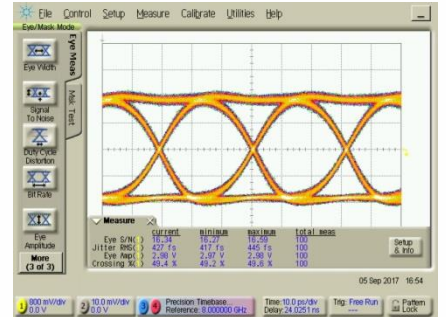 File Control Setup Measure Calibrate Utilities Help
Eye/Mask Mode
Eye Meas
Msk Test
Eye Width
Signal
To Noise
Duty Cycle
Distortion
Bit Rate
Eye
Amplitude
More
(3 of 3)
Measure
current minimum maximum total meas
Eye S/N( ) 16.34 16.27 16.59 100
Jitter RMS( ) 427 fs 417 fs 445 fs 100
Eye Amp( ) 2.98 V 2.97 V 2.98 V 100
Crossing %( ) 49.4 % 49.2 % 49.6 % 100
Setup
& Info
05 Sep 2017 16:54
1 800 mV/div
0.0 V
2 10.0 mV/div
0.0 V
3 4 Precision Timebase...
Reference: 8.000000 GHz
Time: 10.0 ps/div
Delay: 24.0251 ns
Trig: Free Run
Pattern
Lock